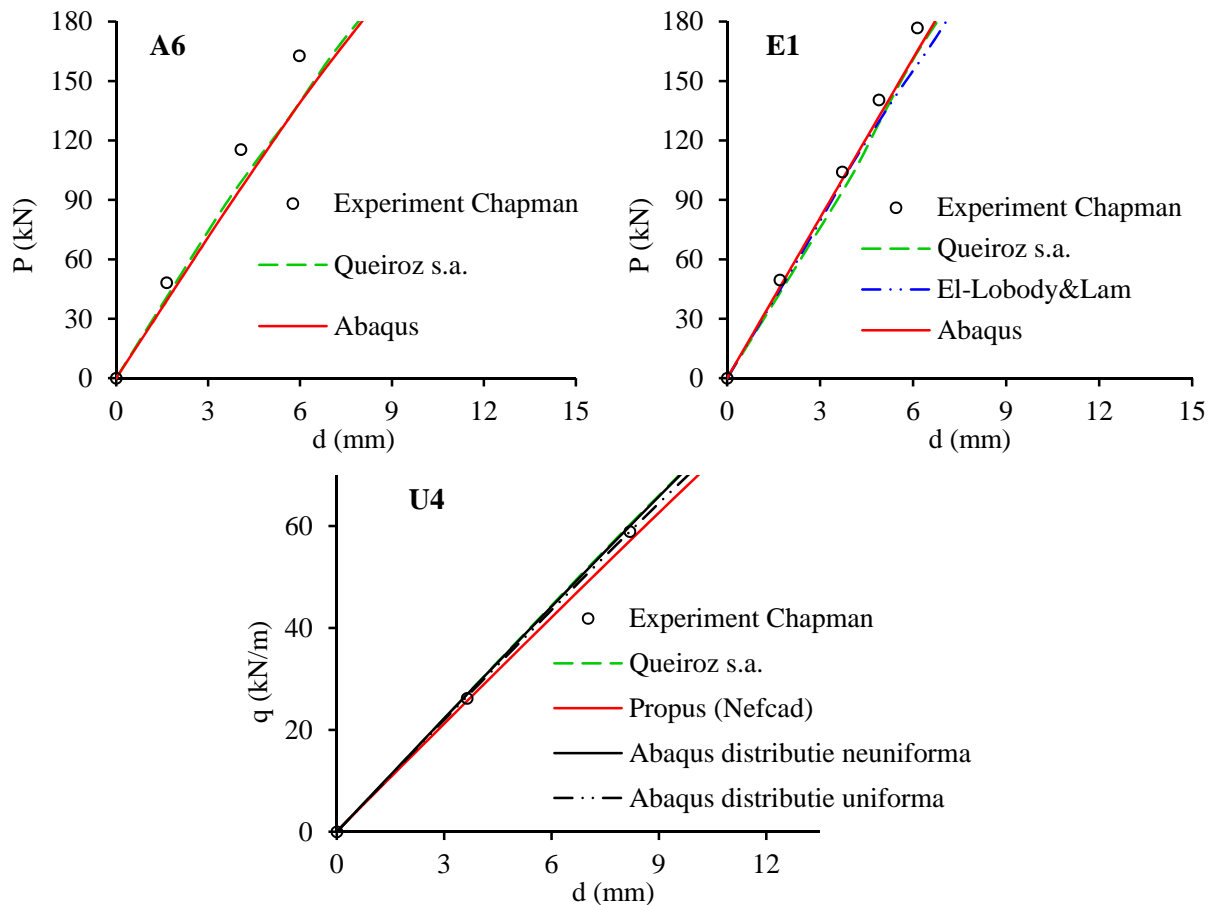 A6
180
150
120
90
60
30
0
P (kN)
Experiment Chapman
Queiroz s.a.
Abaqus
0 3 6 9 12 15
d (mm)
E1
180
150
120
90
60
30
0
P (kN)
Experiment Chapman
Queiroz s.a.
El-Lobody&Lam
Abaqus
0 3 6 9 12 15
d (mm)
U4
60
40
20
0
q (kN/m)
Experiment Chapman
Queiroz s.a.
Propus (Nefcad)
Abaqus distributie neuniforma
Abaqus distributie uniforma
0 3 6 9 12
d (mm)